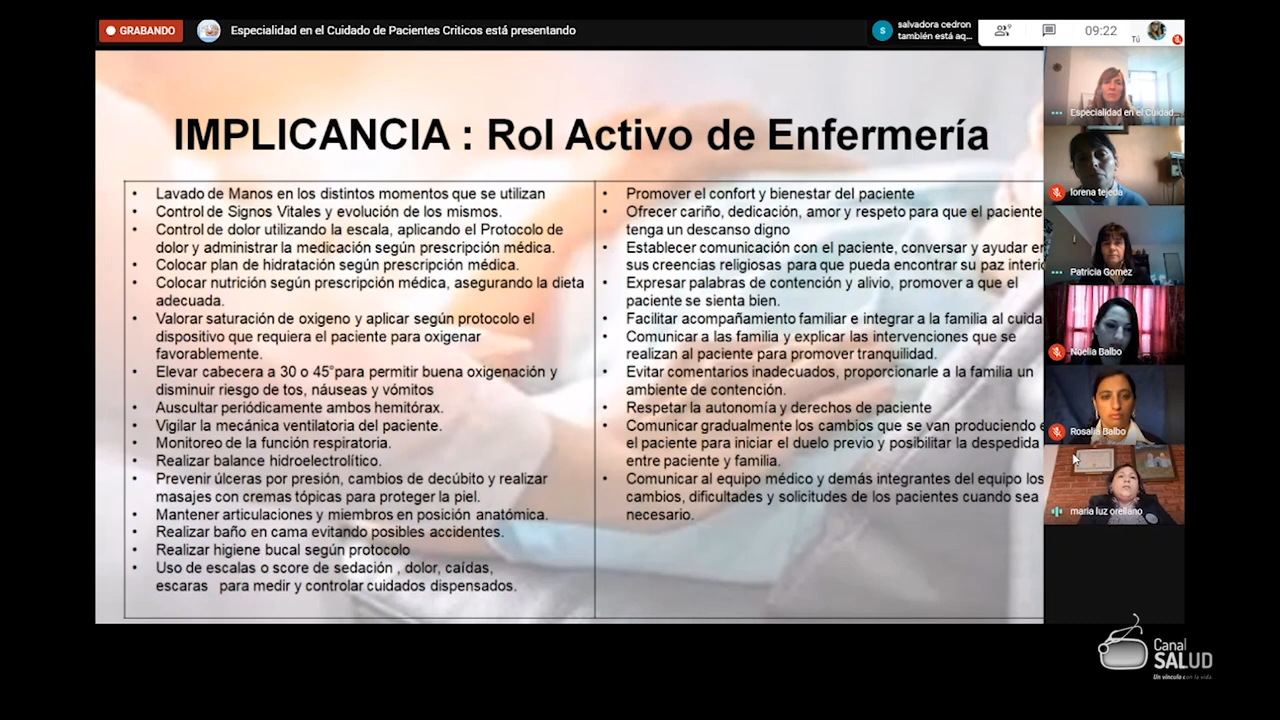 GRABANDO
Especialidad en el Cuidado de Pacientes Criticos está presentando
S
salvadora cedron
también está aq...
9
09:22
Tú
IMPLICANCIA : Rol Activo de Enfermería
• Lavado de Manos en los distintos momentos que se utilizan
• Control de Signos Vitales y evolución de los mismos.
• Control de dolor utilizando la escala, aplicando el Protocolo de
dolor y administrar la medicación según prescripción médica.
• Colocar plan de hidratación según prescripción médica.
• Colocar nutrición según prescripción médica, asegurando la dieta
adecuada.
• Valorar saturación de oxigeno y aplicar según protocolo el
dispositivo que requiera el paciente para oxigenar
favorablemente.
• Elevar cabecera a 30 o 45°para permitir buena oxigenación y
disminuir riesgo de tos, náuseas y vómitos
• Auscultar periódicamente ambos hemitórax.
• Vigilar la mecánica ventilatoria del paciente.
• Monitoreo de la función respiratoria.
• Realizar balance hidroelectrolítico.
• Prevenir úlceras por presión, cambios de decúbito y realizar
masajes con cremas tópicas para proteger la piel.
• Mantener articulaciones y miembros en posición anatómica.
• Realizar baño en cama evitando posibles accidentes.
• Realizar higiene bucal según protocolo
• Uso de escalas o score de sedación , dolor, caídas,
escaras para medir y controlar cuidados dispensados.
• Promover el confort y bienestar del paciente
• Ofrecer cariño, dedicación, amor y respeto para que el paciente
tenga un descanso digno
• Establecer comunicación con el paciente, conversar y ayudar en
sus creencias religiosas para que pueda encontrar su paz interio
• Expresar palabras de contención y alivio, promover a que el
paciente se sienta bien.
• Facilitar acompañamiento familiar e integrar a la familia al cuida
• Comunicar a las familia y explicar las intervenciones que se
realizan al paciente para promover tranquilidad.
• Evitar comentarios inadecuados, proporcionarle a la familia un
ambiente de contención.
• Respetar la autonomía y derechos de paciente
• Comunicar gradualmente los cambios que se van produciendo e
el paciente para iniciar el duelo previo y posibilitar la despedida
entre paciente y familia.
• Comunicar al equipo médico y demás integrantes del equipo los
cambios, dificultades y solicitudes de los pacientes cuando sea
necesario.
Especialidad en el Cuidad...
lorena tejeda
Patricia Gomez
Noelia Balbo
Rosalia Balbo
maria luz orellano
Canal
SALUD
Un vínculo con la vida